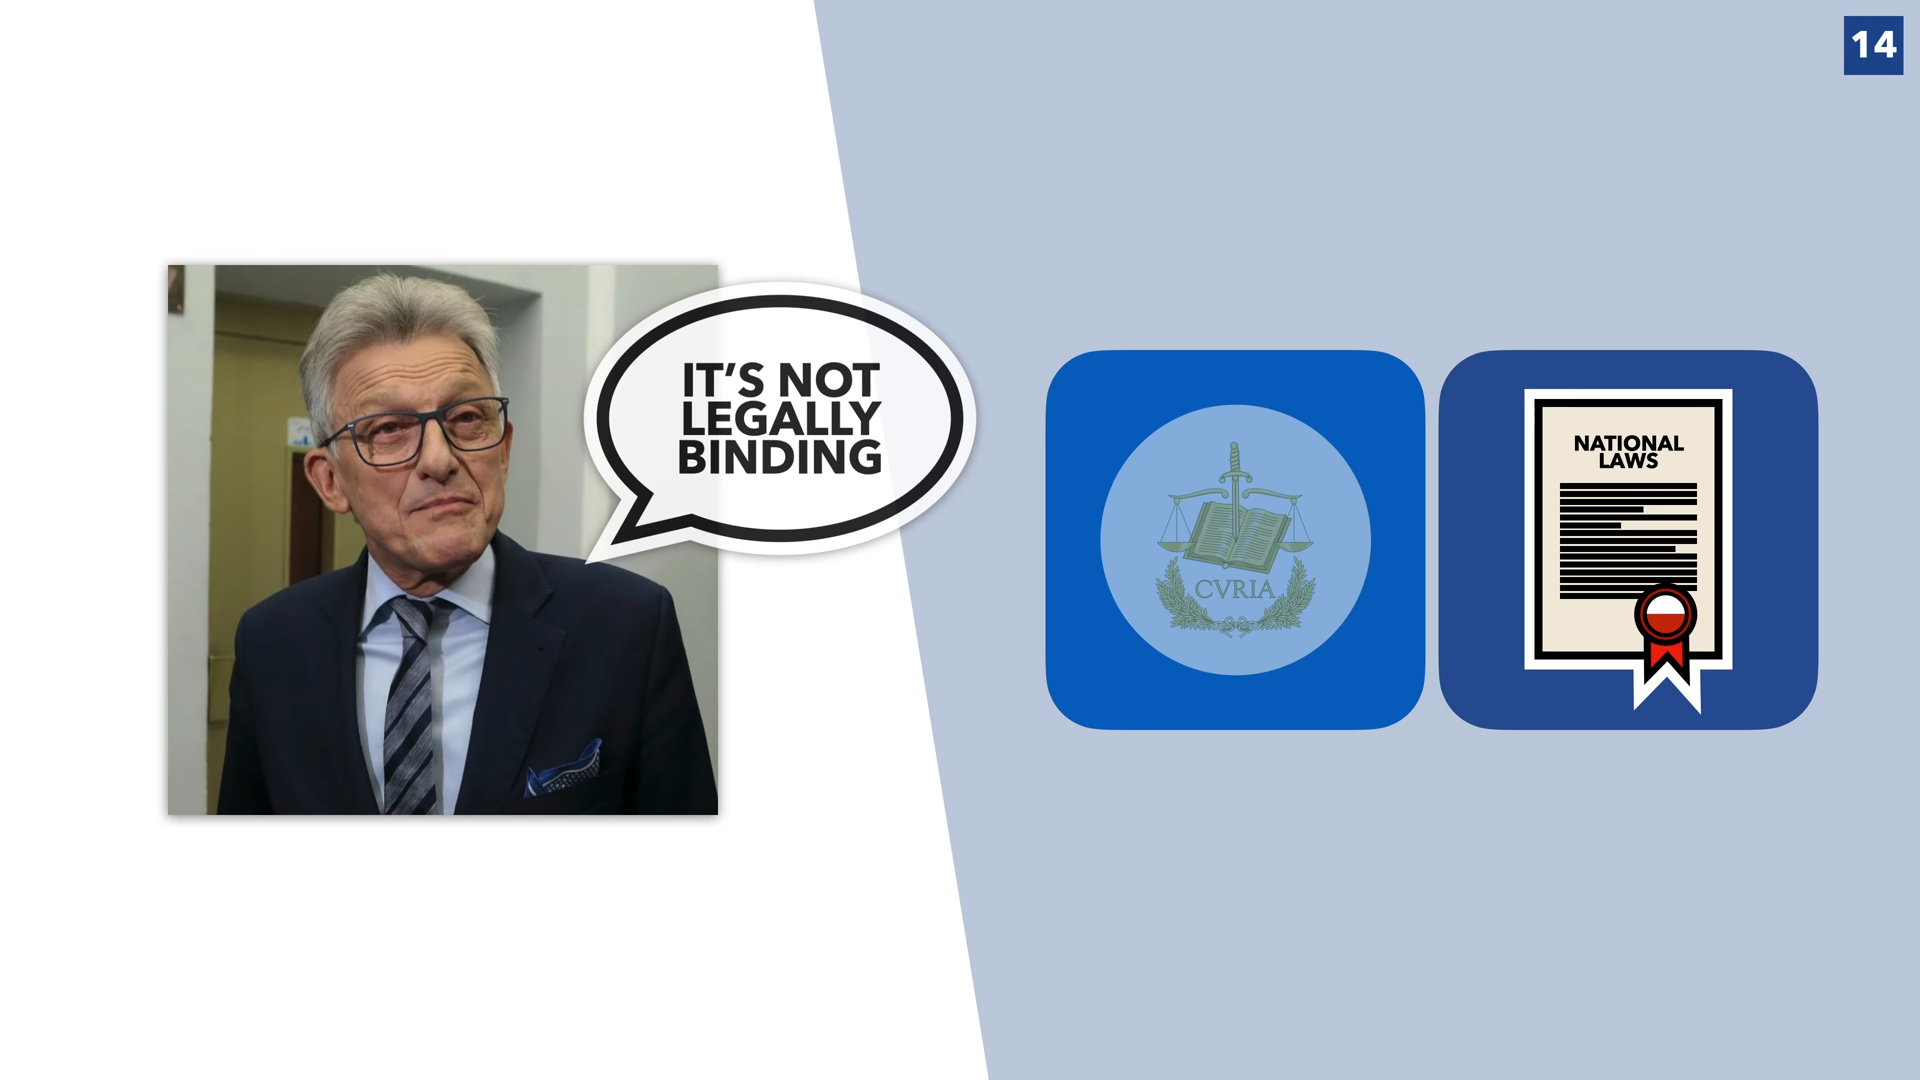 14
IT’S NOT
LEGALLY
BINDING
CVRIA
NATIONAL
LAWS